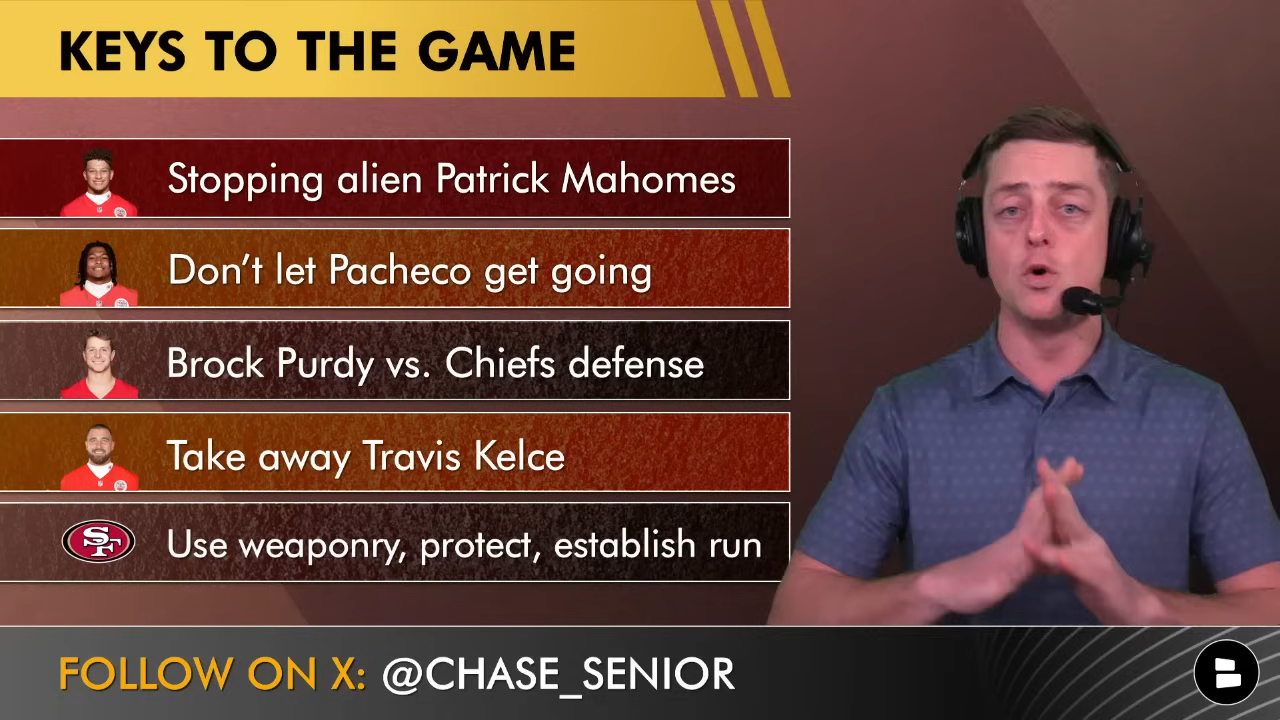 KEYS TO THE GAME
Stopping alien Patrick Mahomes
Don't let Pacheco get going
Brock Purdy vs. Chiefs defense
Take away Travis Kelce
SF
Use weaponry, protect, establish run
FOLLOW ON X: @CHASE_SENIOR